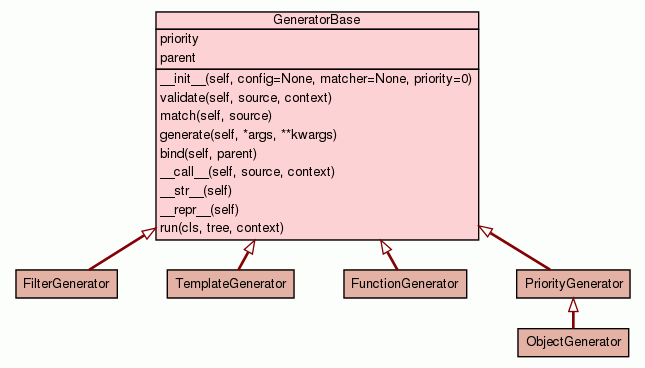 GeneratorBase
priority
parent
__init__(self, config=None, matcher=None, priority=0)
validate(self, source, context)
match(self, source)
generate(self, *args, **kwargs)
bind(self, parent)
__call__(self, source, context)
__str__(self)
__repr__(self)
run(cls, tree, context)
FilterGenerator
TemplateGenerator
FunctionGenerator
PriorityGenerator
ObjectGenerator